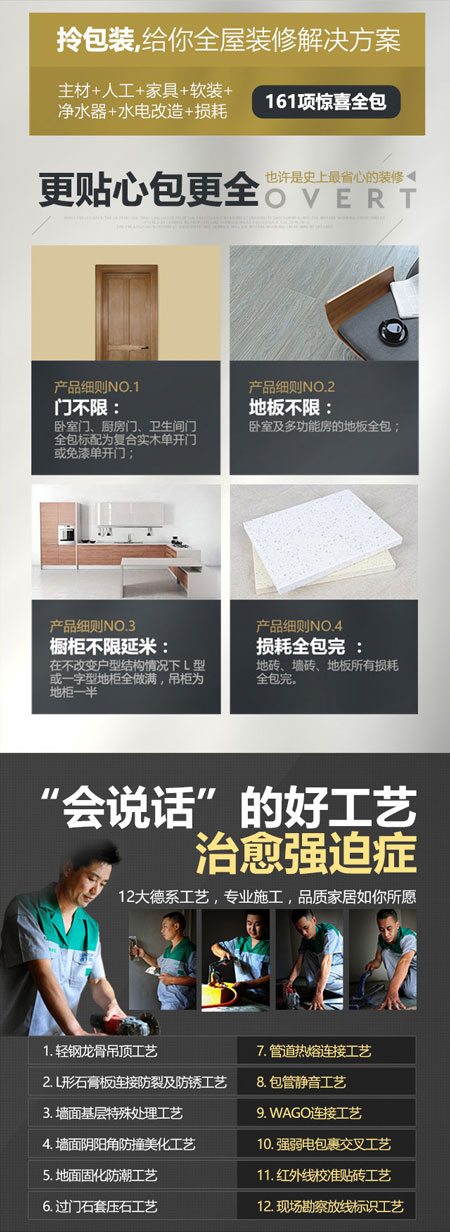 拎包装,给你全屋装修解决方案
主材+人工+家具+软装+
净水器+水电改造+损耗
161项惊喜全包
更贴心包更全
也许是史上最省心的装修
OVERT
产品细则NO.1
门不限：
卧室门、厨房门、卫生间门
全包标配为复合实木单开门
或免漆单开门；
产品细则NO.2
地板不限：
卧室及多功能房的地板全包；
产品细则NO.3
橱柜不限延米：
在不改变户型结构情况下 L 型
或一字型地柜全做满，吊柜为
地柜一半
产品细则NO.4
损耗全包完：
地砖、墙砖、地板所有损耗
全包完。
“会说话”的好工艺
治愈强迫症
12大德系工艺，专业施工，品质家居如你所愿
1. 轻钢龙骨吊顶工艺
2. L形石膏板连接防裂及防锈工艺
3. 墙面基层特殊处理工艺
4. 墙面阴阳角防撞美化工艺
5. 地面固化防潮工艺
6. 过门石套压石工艺
7. 管道热熔连接工艺
8. 包管静音工艺
9. WAGO连接工艺
10. 强弱电包裹交叉工艺
11. 红外线校准贴砖工艺
12. 现场勘察放线标识工艺